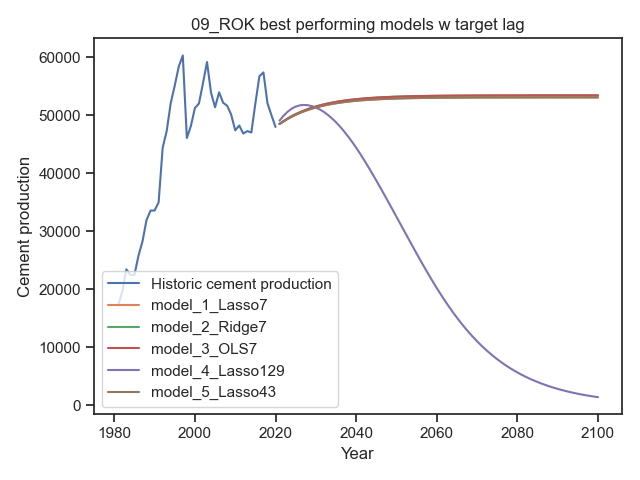 09_ROK best performing models w target lag
Cement production
60000
50000
40000
30000
20000
10000
0
Historic cement production
model_1_Lasso7
model_2_Ridge7
model_3_OLS7
model_4_Lasso129
model_5_Lasso43
1980
2000
2020
2040
2060
2080
2100
Year